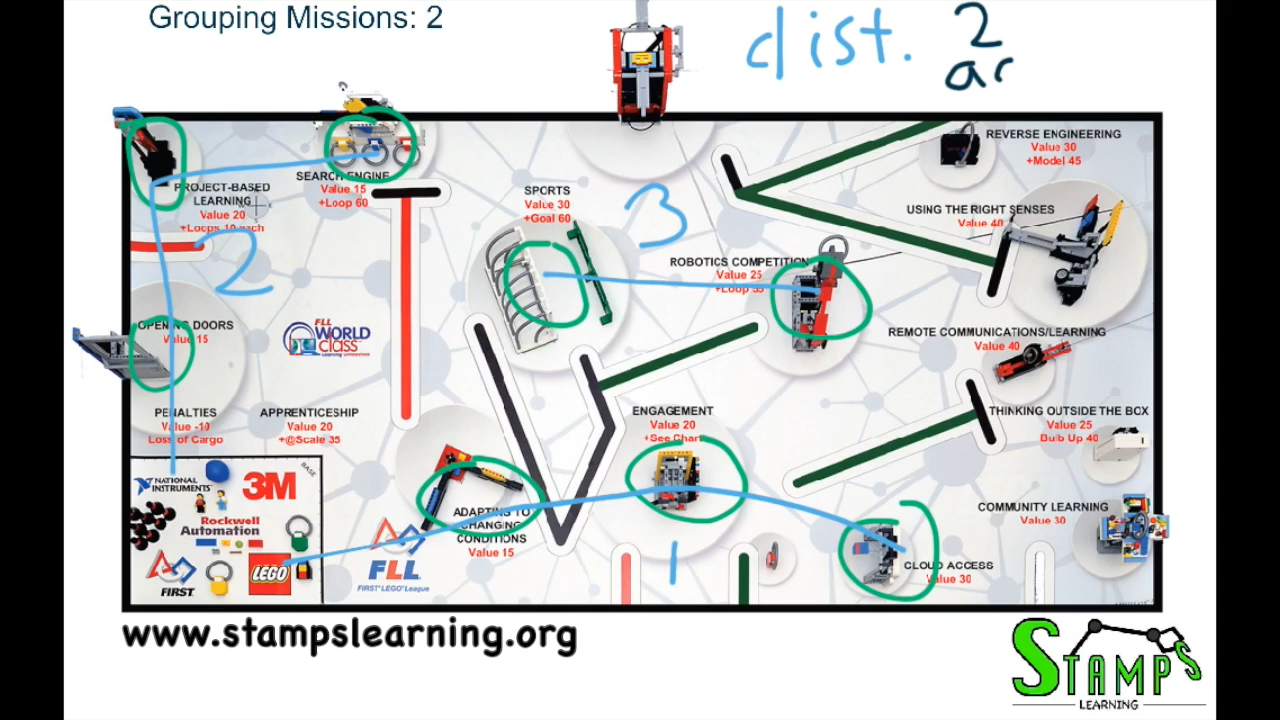 Grouping Missions: 2
dist. 2
REVERSE ENGINEERING
Value 30
+Model 45
PROJECT-BASED
LEARNING
Value 20
+Loops 10 each
SEARCH ENGINE
Value 15
+Loop 60
SPORTS
Value 30
+Goal 60
3
USING THE RIGHT SENSES
Value 40
ROBOTICS COMPETITION
Value 25
+Loop 55
2
OPENING DOORS
Value 15
FLL
WORLD
class
REMOTE COMMUNICATIONS/LEARNING
Value 40
PENALTIES
Value -10
Loss of Cargo
APPRENTICESHIP
Value 20
+@Scale 35
ENGAGEMENT
Value 20
+See Chart
THINKING OUTSIDE THE BOX
Value 25
Bulb Up 40
BASE
NATIONAL
INSTRUMENTS
3M
Rockwell
Automation
FIRST
LEGO
ADAPTING TO
CHANGING
CONDITIONS
Value 15
FLL
FIRST LEGO League
1
COMMUNITY LEARNING
Value 30
CLOUD ACCESS
Value 30
www.stampslearning.org
STAMPS
LEARNING